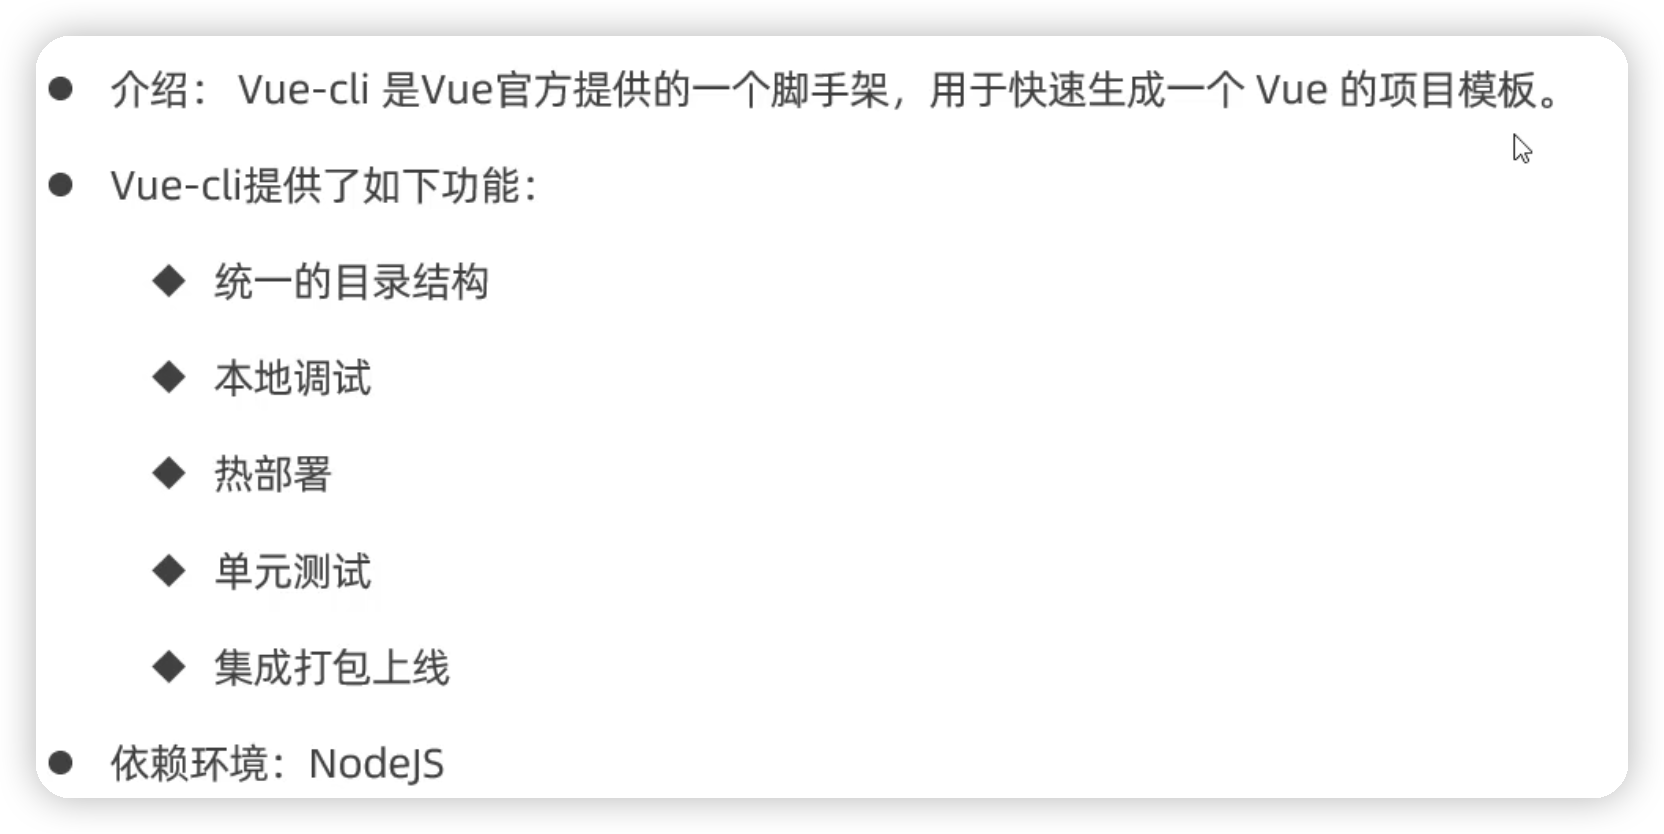 介绍： Vue-cli 是Vue官方提供的一个脚手架，用于快速生成一个 Vue 的项目模板。
Vue-cli提供了如下功能：
统一的目录结构
本地调试
热部署
单元测试
集成打包上线
依赖环境：NodeJS